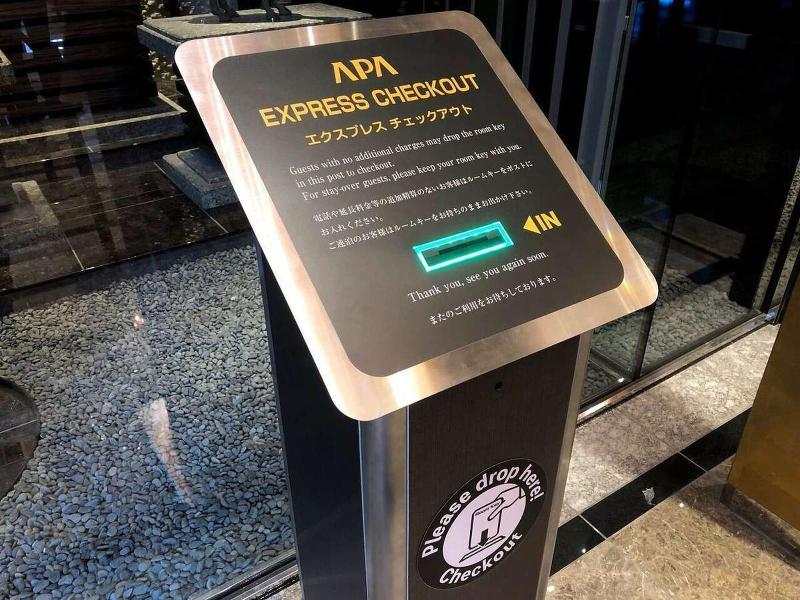 APA
EXPRESS CHECKOUT
エクスプレス チェックアウト
Guests with no additional charges may drop the room key
in this post to checkout.
For stay-over guests, please keep your room key with you.
電話や延長料金等の追加精算のないお客様はルームキーをポストに
お入れください。
ご連泊のお客様はルームキーをお持ちのままお出かけ下さい。
IN
Thank you, see you again soon.
またのご利用をお待ちしております。
Please drop here!
Room Key
Checkout